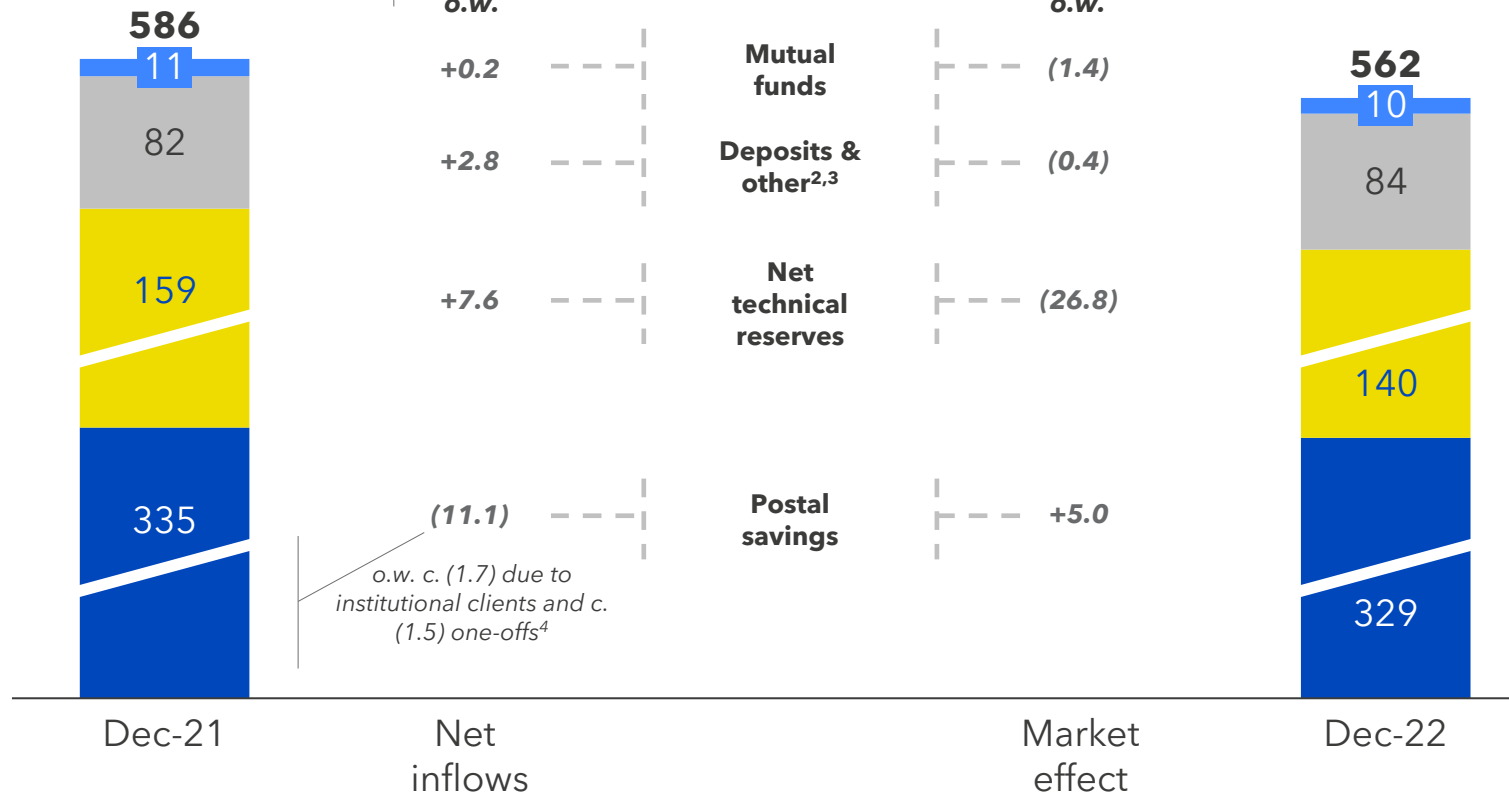 o.w.
o.w.
586
11
82
159
335
+0.2
+2.8
+7.6
(11.1)
o.w. c. (1.7) due to
institutional clients and c.
(1.5) one-offs⁴
Mutual
funds
Deposits &
other²,³
Net
technical
reserves
Postal
savings
(1.4)
(0.4)
(26.8)
+5.0
562
10
84
140
329
Dec-21
Net
inflows
Market
effect
Dec-22